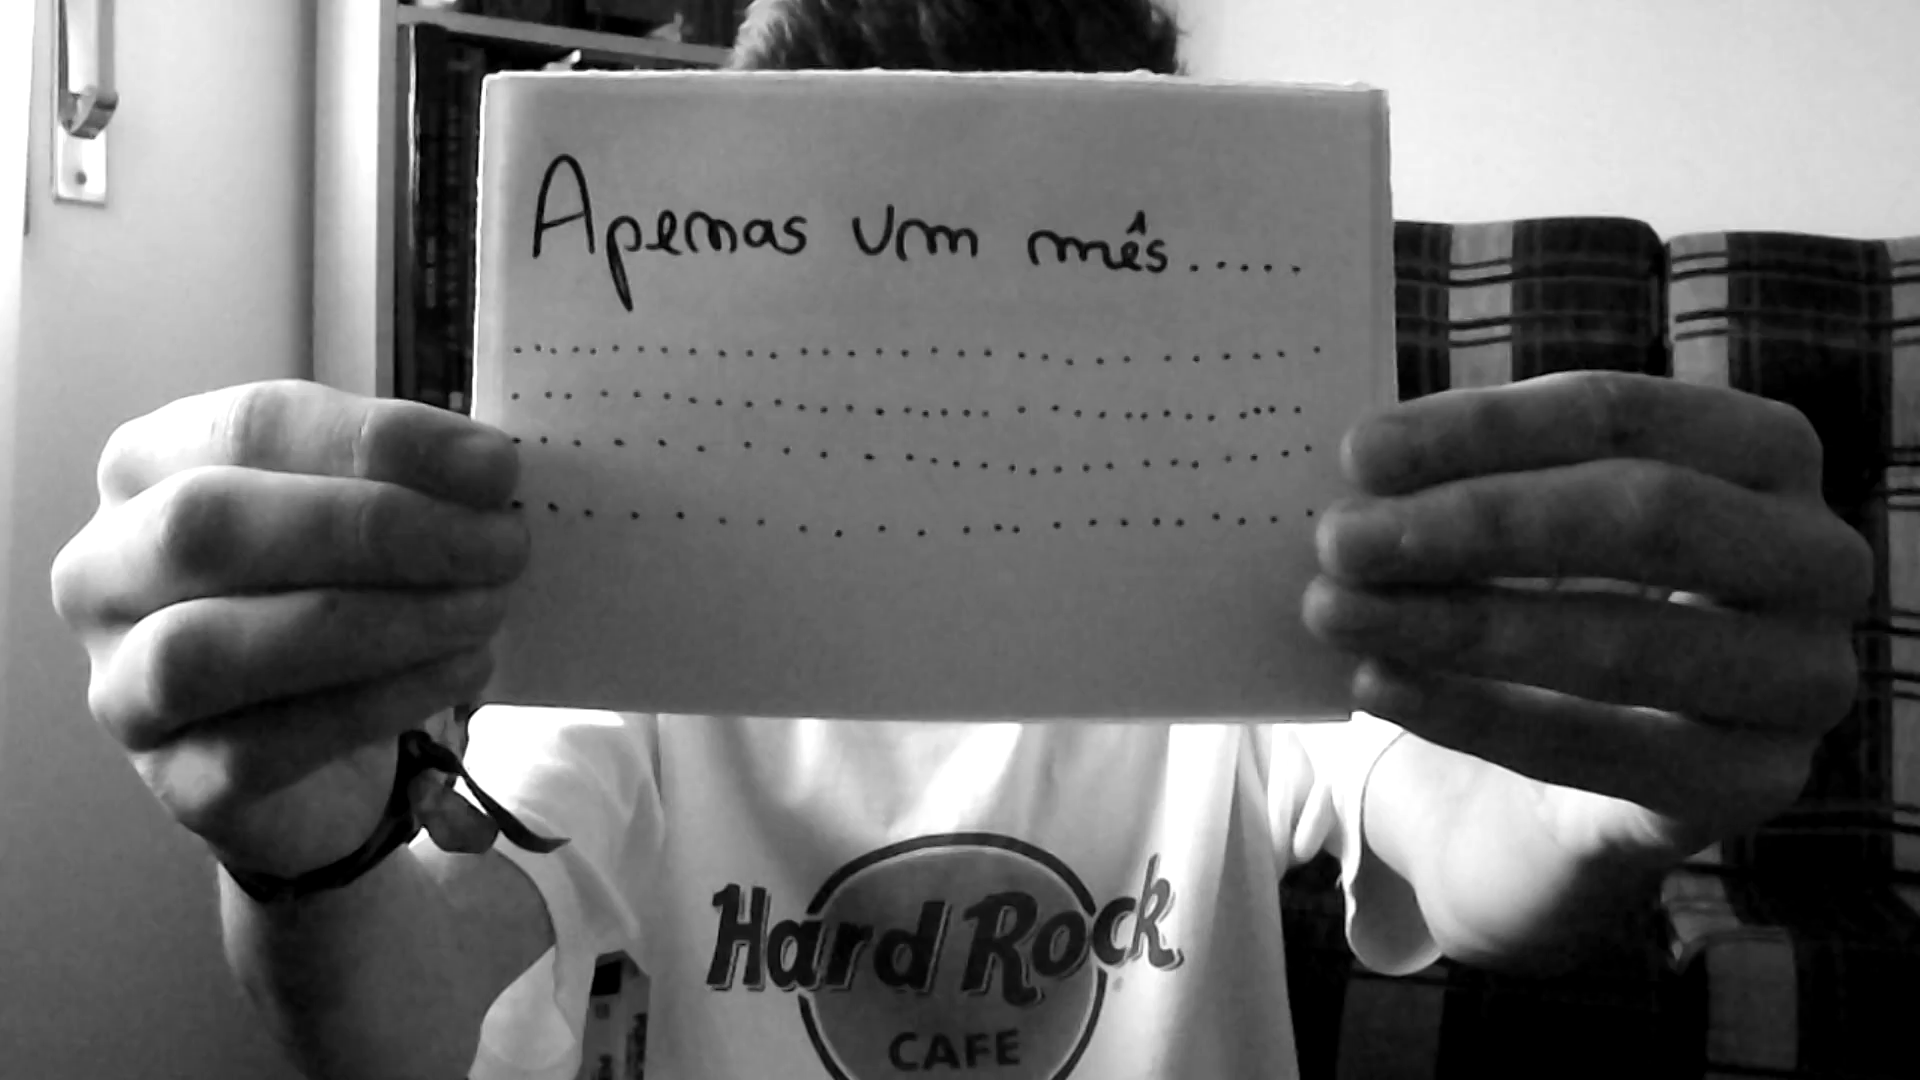 Apenas um mês.....
Hard Rock
CAFE